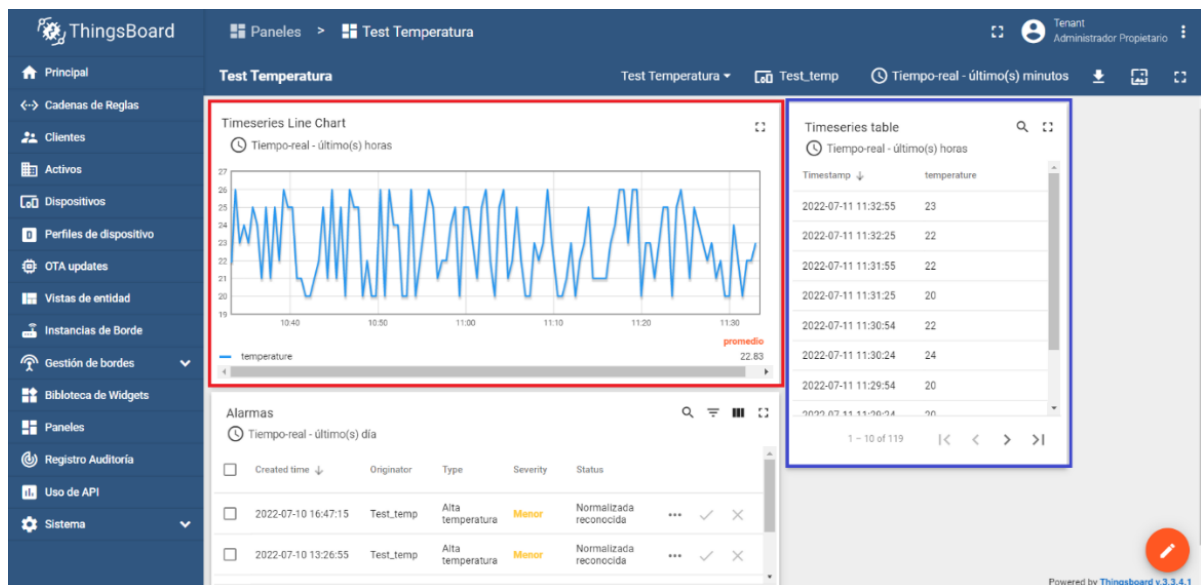 ThingsBoard
Paneles > Test Temperatura
Tenant
Administrador Propietario
Principal
Cadenas de Reglas
Clientes
Activos
Dispositivos
Perfiles de dispositivo
OTA updates
Vistas de entidad
Instancias de Borde
Gestión de bordes
Bibloteca de Widgets
Paneles
Registro Auditoría
Uso de API
Sistema
Test Temperatura
Test Temperatura
Test_temp
Tiempo-real - último(s) minutos
Timeseries Line Chart
Tiempo-real - último(s) horas
27
26
25
24
23
22
21
20
19
10:40 10:50 11:00 11:10 11:20 11:30
promedio
temperature 22.83
Timeseries table
Tiempo-real - último(s) horas
Timestamp temperature
2022-07-11 11:32:55 23
2022-07-11 11:32:25 22
2022-07-11 11:31:55 22
2022-07-11 11:31:25 20
2022-07-11 11:30:54 22
2022-07-11 11:30:24 24
2022-07-11 11:29:54 20
2022-07-11 11:29:24 20
1 – 10 of 119
Alarmas
Tiempo-real - último(s) día
Created time Originator Type Severity Status
2022-07-10 16:47:15 Test_temp Alta temperatura Menor Normalizada reconocida
2022-07-10 13:26:55 Test_temp Alta temperatura Menor Normalizada reconocida
Powered by Thingsboard v.3.3.4.1